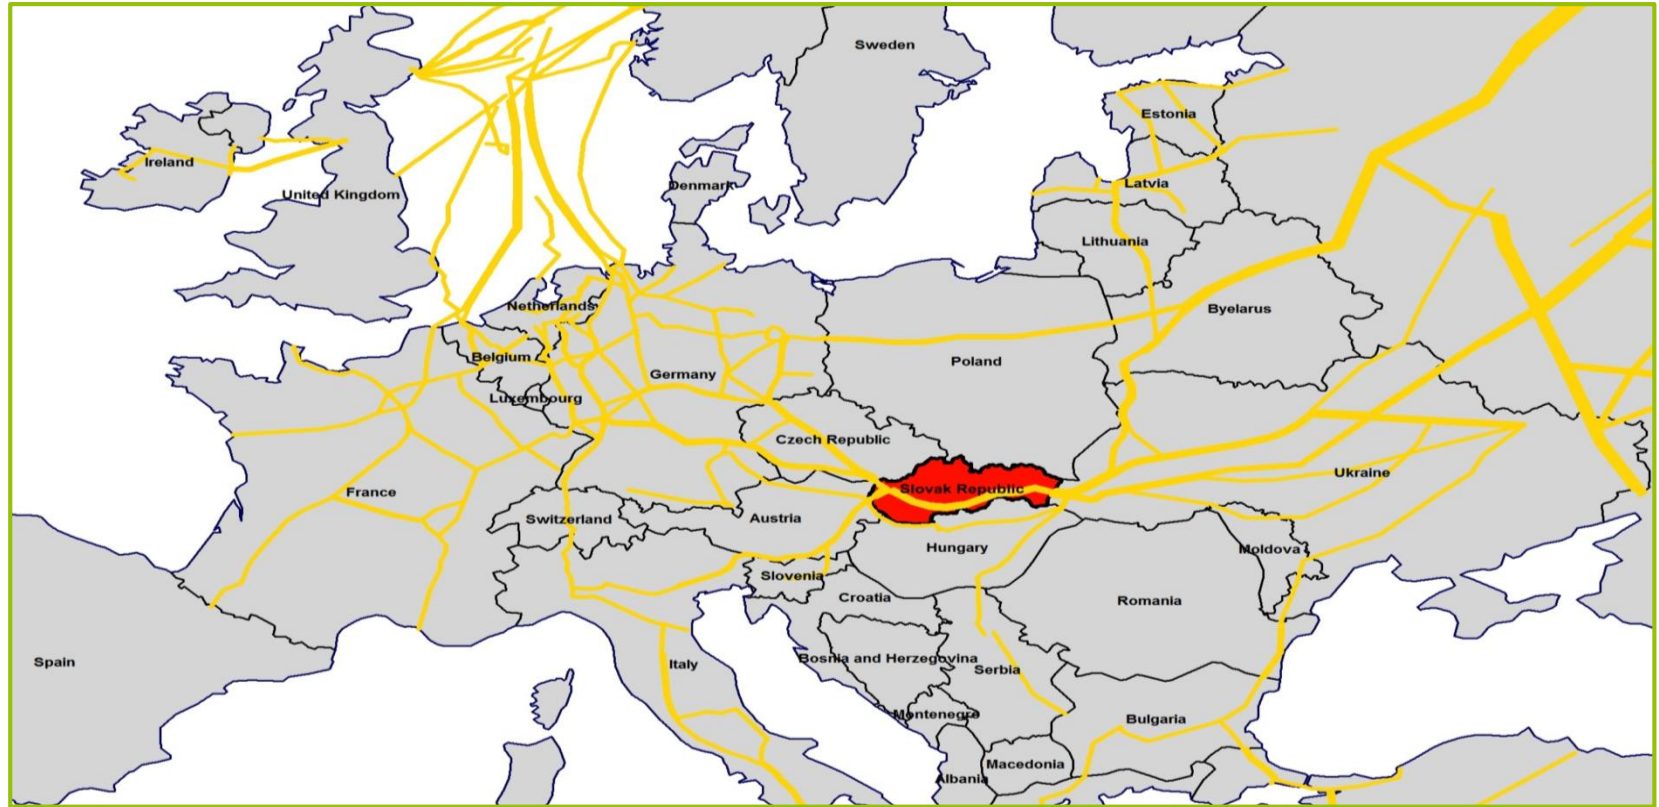 Sweden
Estonia
Ireland
Latvia
Denmark
United Kingdom
Lithuania
Netherlands
Byelarus
Belgium
Poland
Germany
Luxembourg
Czech Republic
Ukraine
Slovak Republic
France
Switzerland
Austria
Hungary
Moldova
Slovenia
Croatia
Romania
Bosnia and Herzegovina
Spain
Italy
Serbia
Montenegro
Bulgaria
Macedonia
Albania